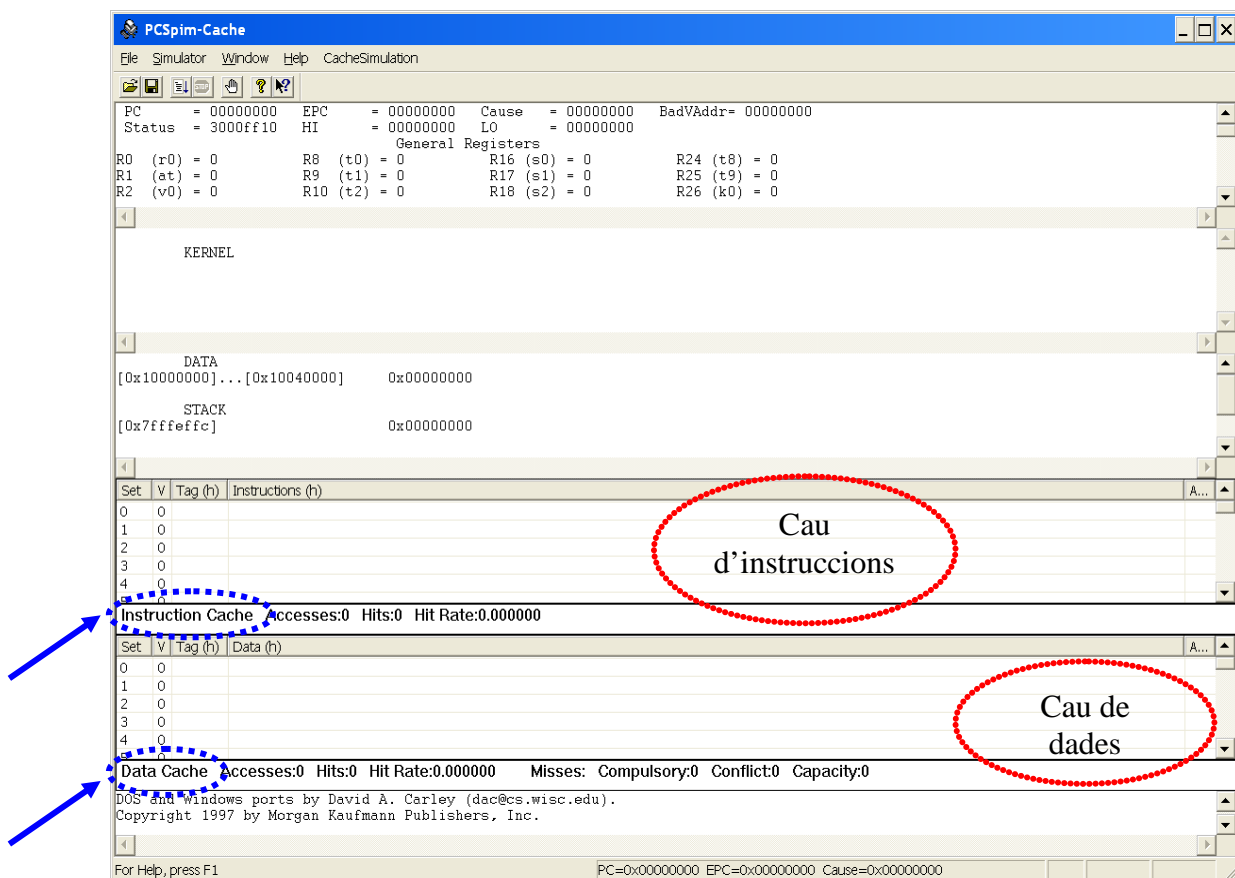 PCSpim-Cache
File Simulator Window Help CacheSimulation
PC = 00000000 EPC = 00000000 Cause = 00000000 BadVAddr= 00000000
Status = 3000ff10 HI = 00000000 LO = 00000000
General Registers
R0 (r0) = 0 R8 (t0) = 0 R16 (s0) = 0 R24 (t8) = 0
R1 (at) = 0 R9 (t1) = 0 R17 (s1) = 0 R25 (t9) = 0
R2 (v0) = 0 R10 (t2) = 0 R18 (s2) = 0 R26 (k0) = 0
KERNEL
DATA
[0x10000000]...[0x10040000] 0x00000000
STACK
[0x7fffeffc] 0x00000000
Set V Tag (h) Instructions (h) A...
0 0
1 0
2 0
3 0
4 0
Cau
d'instruccions
Instruction Cache Accesses:0 Hits:0 Hit Rate:0.000000
Set V Tag (h) Data (h) A...
0 0
1 0
2 0
3 0
4 0
Cau de
dades
Data Cache Accesses:0 Hits:0 Hit Rate:0.000000 Misses: Compulsory:0 Conflict:0 Capacity:0
DOS and Windows ports by David A. Carley (dac@cs.wisc.edu).
Copyright 1997 by Morgan Kaufmann Publishers, Inc.
For Help, press F1 PC=0x00000000 EPC=0x00000000 Cause=0x00000000